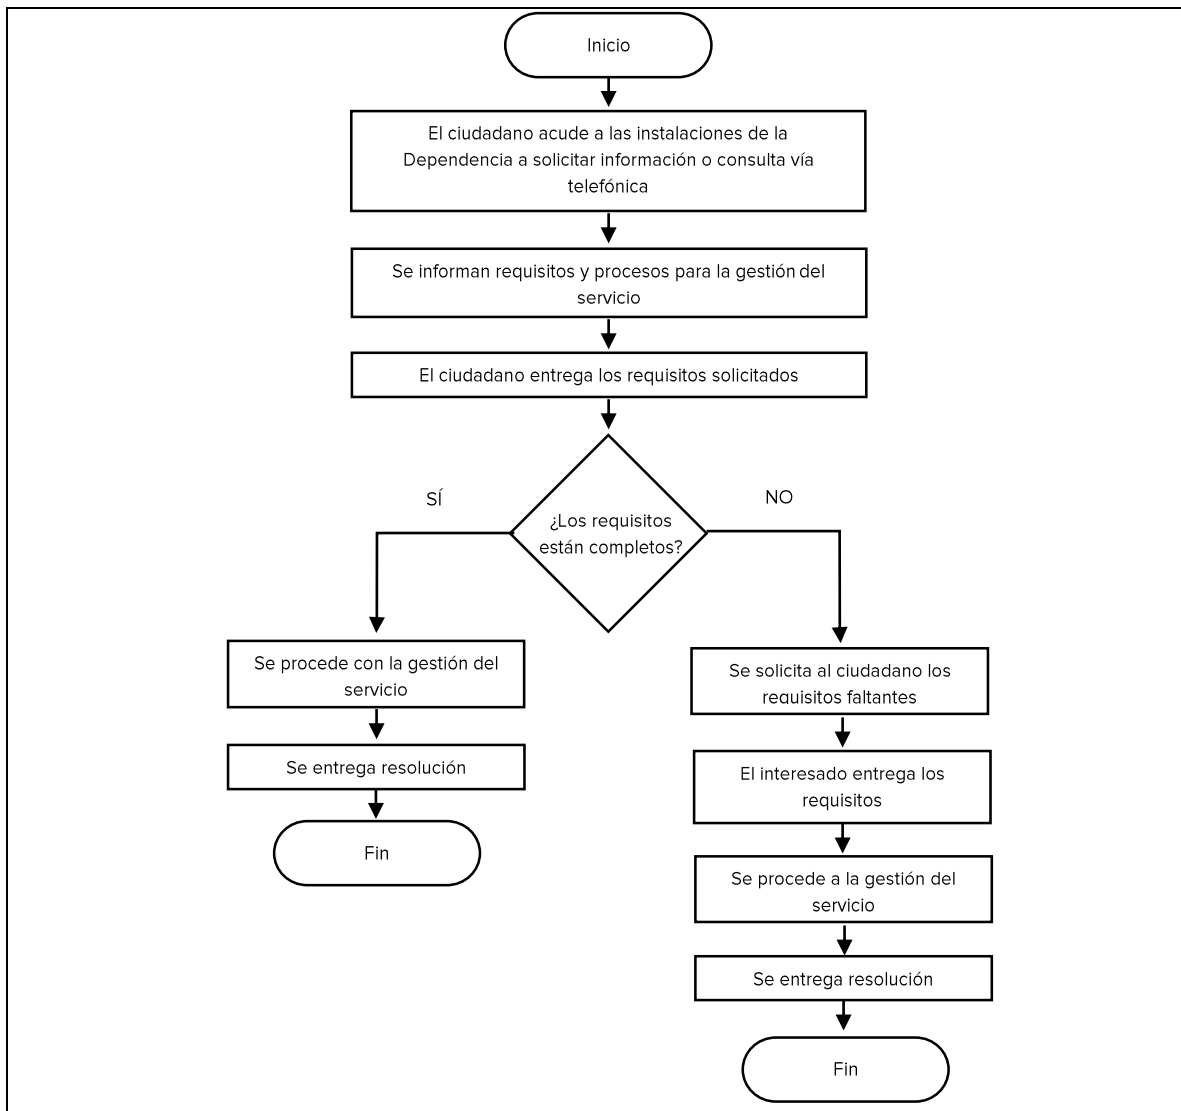 Inicio
El ciudadano acude a las instalaciones de la
Dependencia a solicitar información o consulta vía
telefónica
Se informan requisitos y procesos para la gestión del
servicio
El ciudadano entrega los requisitos solicitados
¿Los requisitos
están completos?
SÍ
NO
Se procede con la gestión del
servicio
Se entrega resolución
Fin
Se solicita al ciudadano los
requisitos faltantes
El interesado entrega los
requisitos
Se procede a la gestión del
servicio
Se entrega resolución
Fin